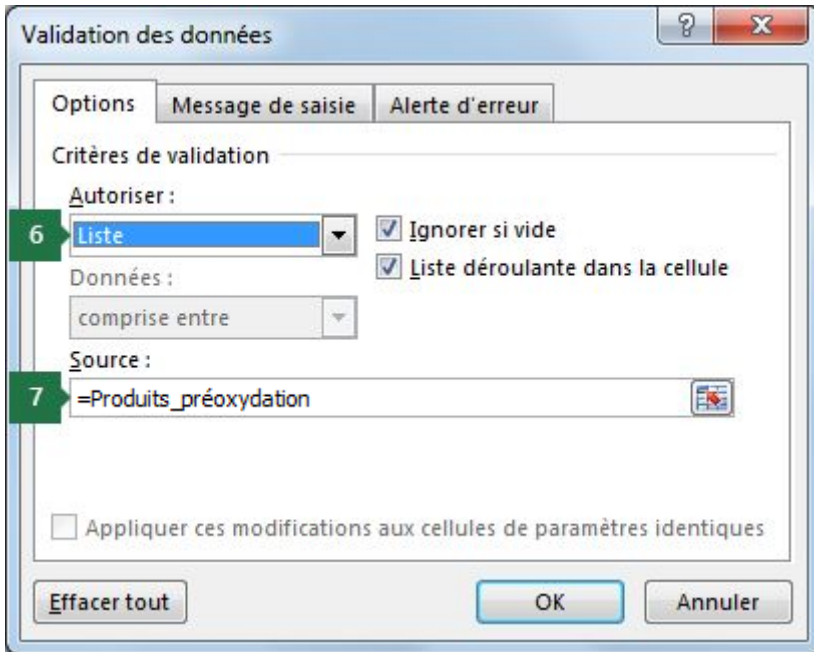 Validation des données
?
Options Message de saisie Alerte d'erreur
Critères de validation
Autoriser :
6 Liste Ignorer si vide
Liste déroulante dans la cellule
Données :
comprise entre
Source :
7 =Produits_préoxydation
Appliquer ces modifications aux cellules de paramètres identiques
Effacer tout OK Annuler